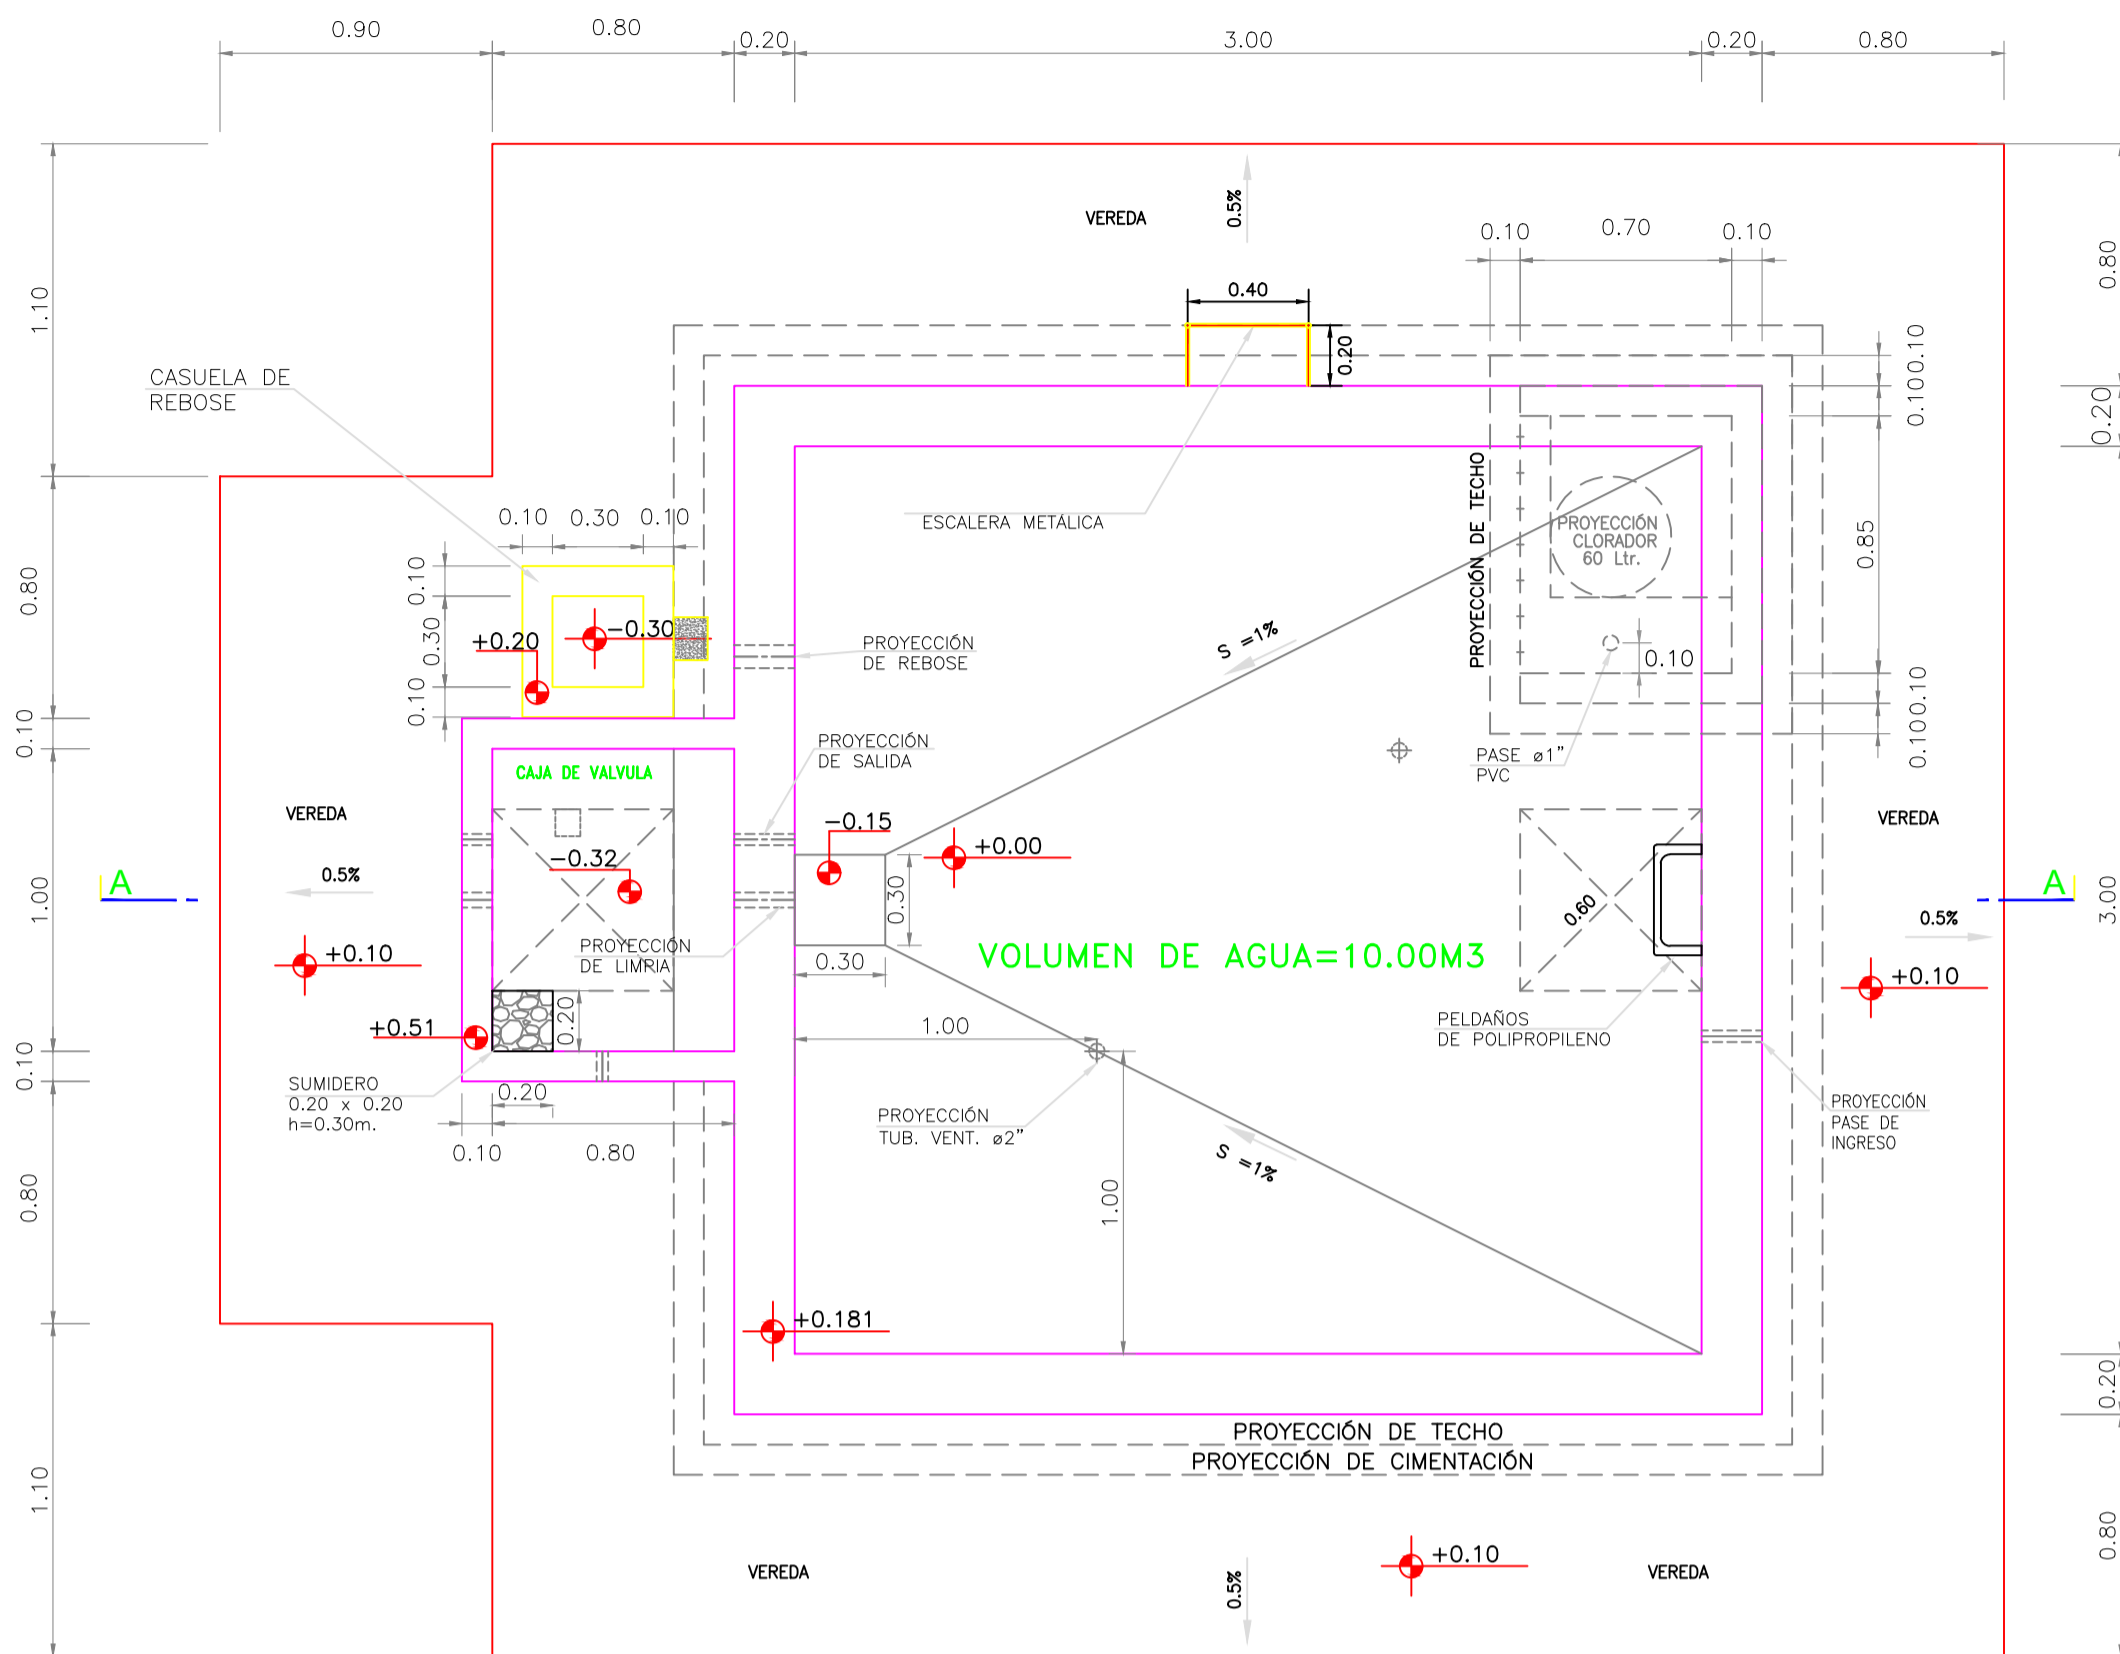 0.90
0.80
0.20
3.00
0.20
0.80
VEREDA
0.5%
0.10
0.70
0.10
0.80
1.10
0.40
0.20
0.10
0.10
0.20
CASUELA DE
REBOSE
PROYECCIÓN DE TECHO
ESCALERA METÁLICA
PROYECCIÓN
CLORADOR
60 Ltr.
0.85
0.10
0.30
0.10
0.10
0.30
0.10
0.80
+0.20
-0.30
PROYECCIÓN
DE REBOSE
S =1%
0.10
0.10
0.10
0.10
PROYECCIÓN
DE SALIDA
PASE ø1"
PVC
CAJA DE VALVULA
VEREDA
VEREDA
-0.15
+0.00
-0.32
0.5%
A
A
1.00
0.30
0.60
3.00
0.5%
PROYECCIÓN
DE LIMRIA
0.30
VOLUMEN DE AGUA=10.00M3
+0.10
+0.10
+0.51
0.20
1.00
PELDAÑOS
DE POLIPROPILENO
0.10
SUMIDERO
0.20 x 0.20
h=0.30m.
0.20
PROYECCIÓN
TUB. VENT. ø2"
PROYECCIÓN
PASE DE
INGRESO
0.10
0.80
S =1%
0.80
1.00
+0.181
0.20
PROYECCIÓN DE TECHO
PROYECCIÓN DE CIMENTACIÓN
1.10
0.80
+0.10
VEREDA
0.5%
VEREDA